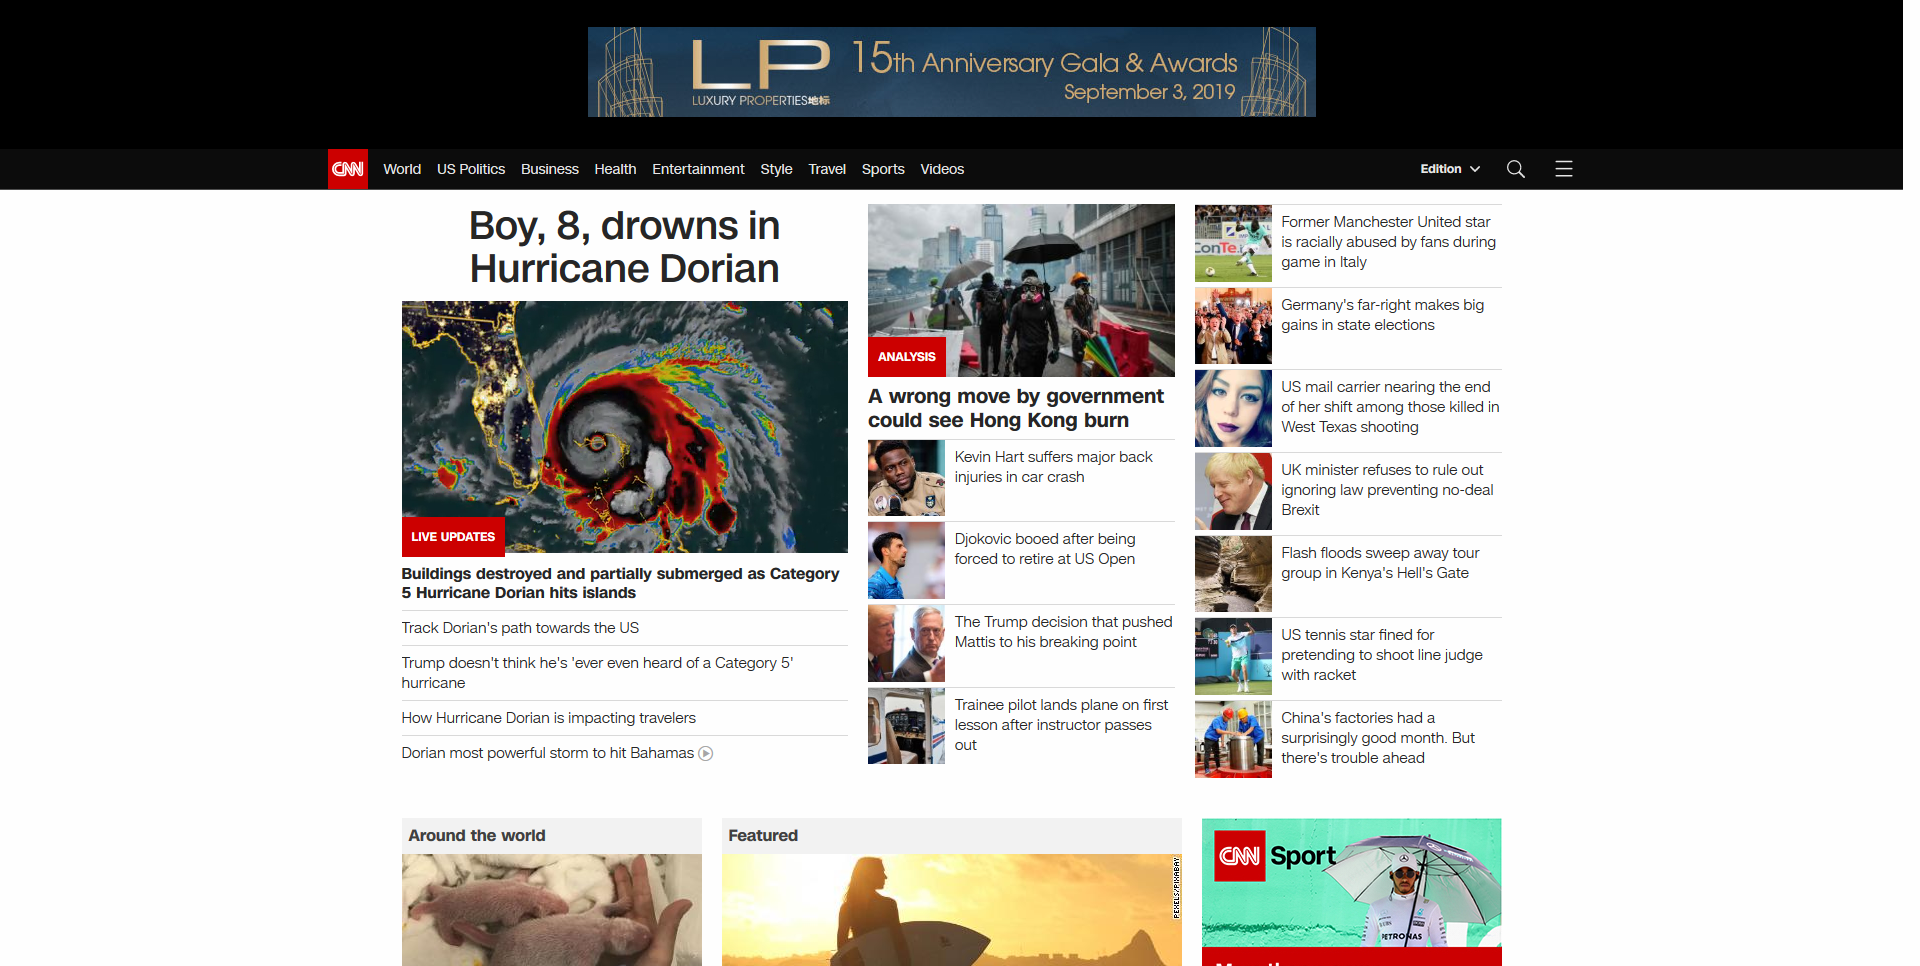 LP
LUXURY PROPERTIES地标
15th Anniversary Gala & Awards
September 3, 2019
CNN
World
US Politics
Business
Health
Entertainment
Style
Travel
Sports
Videos
Edition
Boy, 8, drowns in
Hurricane Dorian
LIVE UPDATES
Buildings destroyed and partially submerged as Category
5 Hurricane Dorian hits islands
Track Dorian's path towards the US
Trump doesn't think he's 'ever even heard of a Category 5'
hurricane
How Hurricane Dorian is impacting travelers
Dorian most powerful storm to hit Bahamas
ANALYSIS
A wrong move by government
could see Hong Kong burn
Kevin Hart suffers major back
injuries in car crash
Djokovic booed after being
forced to retire at US Open
The Trump decision that pushed
Mattis to his breaking point
Trainee pilot lands plane on first
lesson after instructor passes
out
ConTe.i
Former Manchester United star
is racially abused by fans during
game in Italy
Germany's far-right makes big
gains in state elections
US mail carrier nearing the end
of her shift among those killed in
West Texas shooting
UK minister refuses to rule out
ignoring law preventing no-deal
Brexit
Flash floods sweep away tour
group in Kenya's Hell's Gate
US tennis star fined for
pretending to shoot line judge
with racket
China's factories had a
surprisingly good month. But
there's trouble ahead
Around the world
Featured
PEXELS/PIXABAY
CNN Sport
PETRONAS